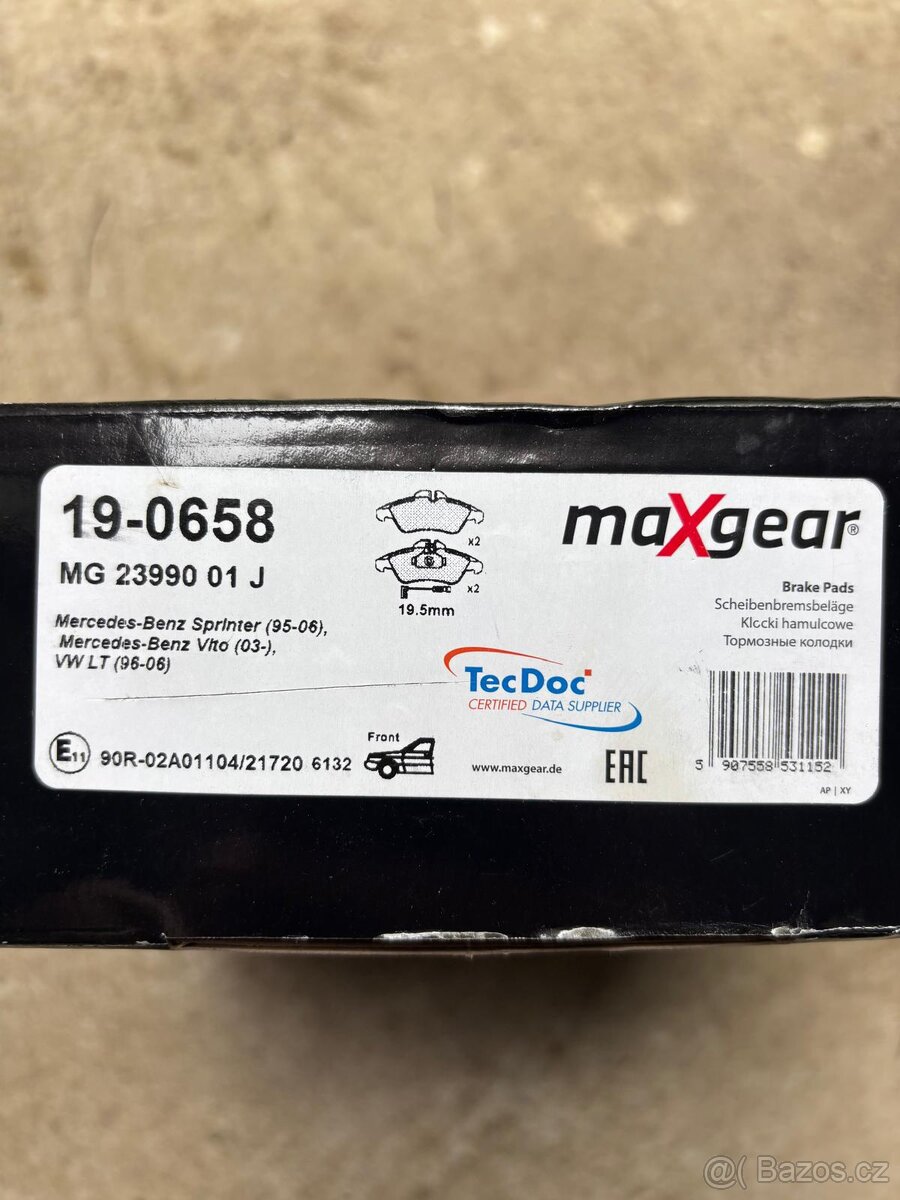 19-0658
MG 23990 01 J
Mercedes-Benz Sprinter (95-06),
Mercedes-Benz Vito (03-),
VW LT (96-06)
x2
x2
19.5mm
maXgear®
Brake Pads
Scheibenbremsbeläge
Klocki hamulcowe
Тормозные колодки
TecDoc
CERTIFIED DATA SUPPLIER
E11
90R-02A01104/21720 6132
Front
www.maxgear.de
EAC
5 907558 531152
AP | XY
@ Bazos.cz